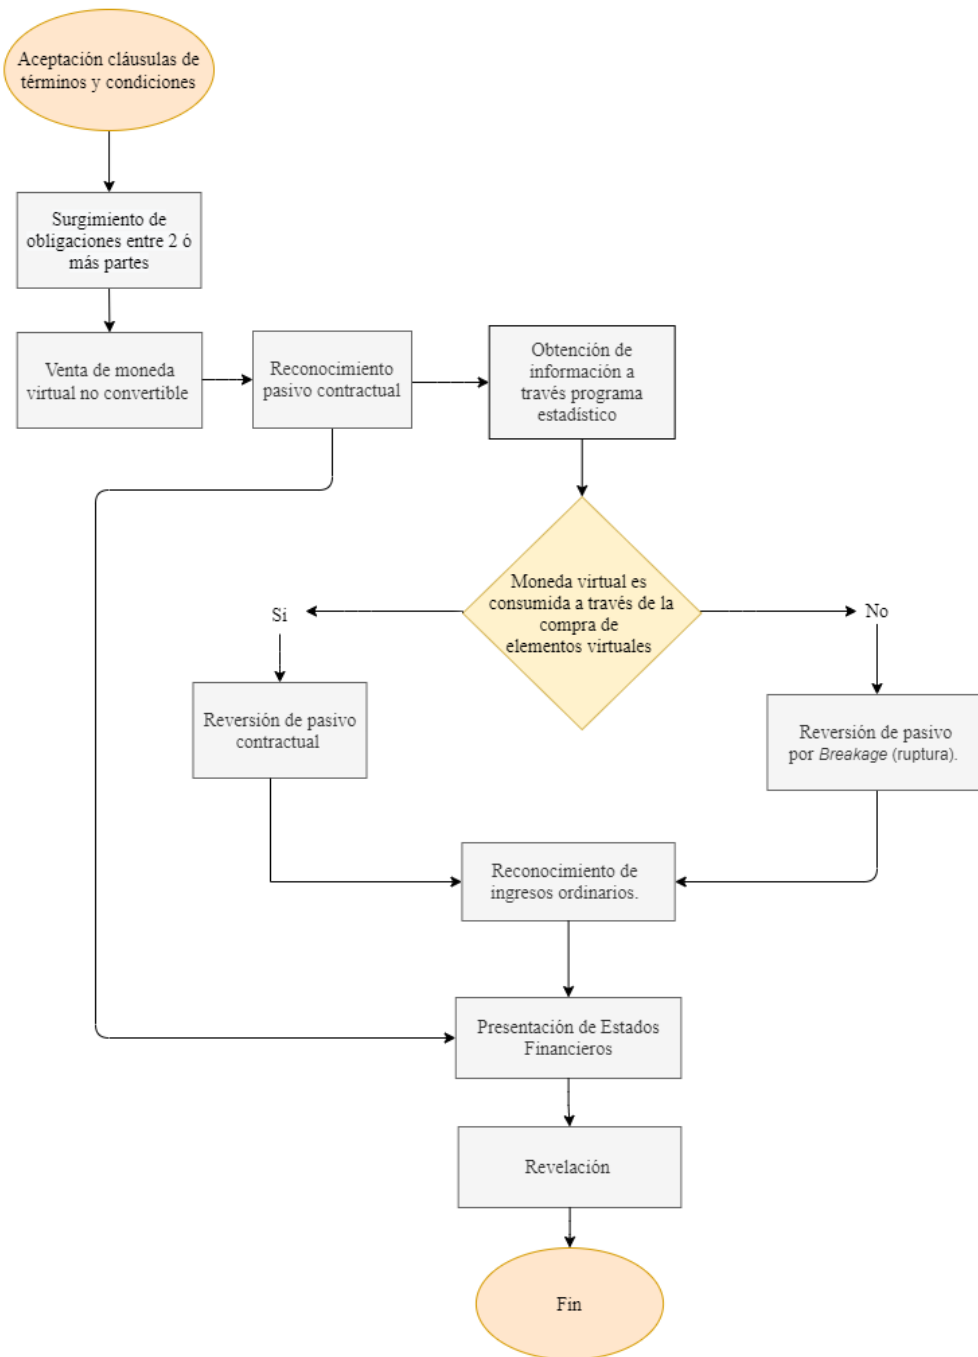 Aceptación cláusulas de
términos y condiciones
Surgimiento de
obligaciones entre 2 ó
más partes
Venta de moneda
virtual no convertible
Reconocimiento
pasivo contractual
Obtención de
información a
través programa
estadístico
Moneda virtual es
consumida a través de la
compra de
elementos virtuales
Si
No
Reversión de pasivo
contractual
Reversión de pasivo
por Breakage (ruptura).
Reconocimiento de
ingresos ordinarios.
Presentación de Estados
Financieros
Revelación
Fin